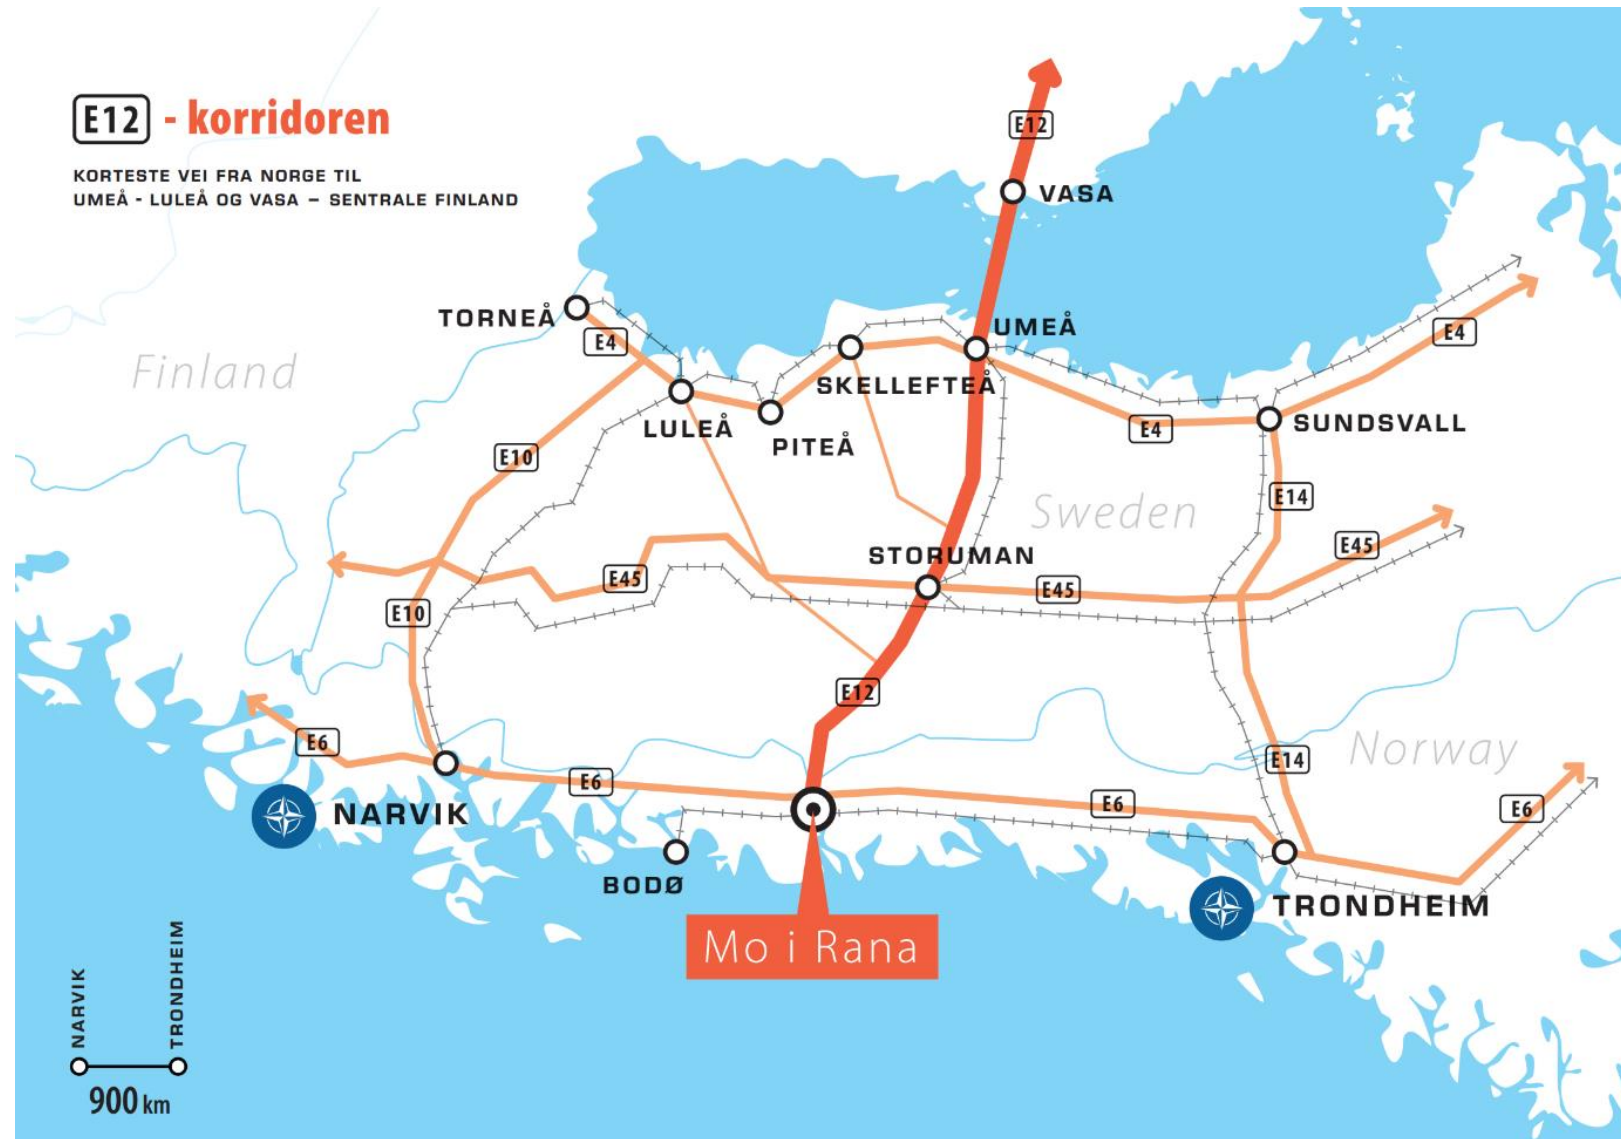 E12 - korridoren
KORTESTE VEI FRA NORGE TIL
UMEÅ - LULEÅ OG VASA – SENTRALE FINLAND
E12
VASA
TORNEÅ
UMEÅ
E4
E4
Finland
SKELLEFTEÅ
LULEÅ
PITEÅ
E4
SUNDSVALL
E10
E14
Sweden
STORUMAN
E45
E45
E45
E10
E12
E6
Norway
E14
E6
E6
E6
NARVIK
BODØ
TRONDHEIM
Mo i Rana
NARVIK
TRONDHEIM
900 km